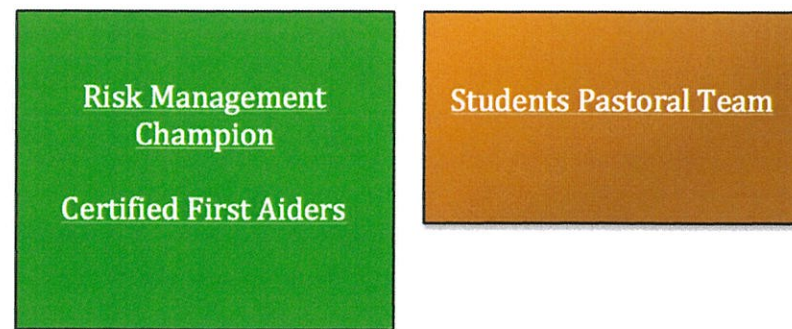 Risk Management
Champion
Certified First Aiders
Students Pastoral Team